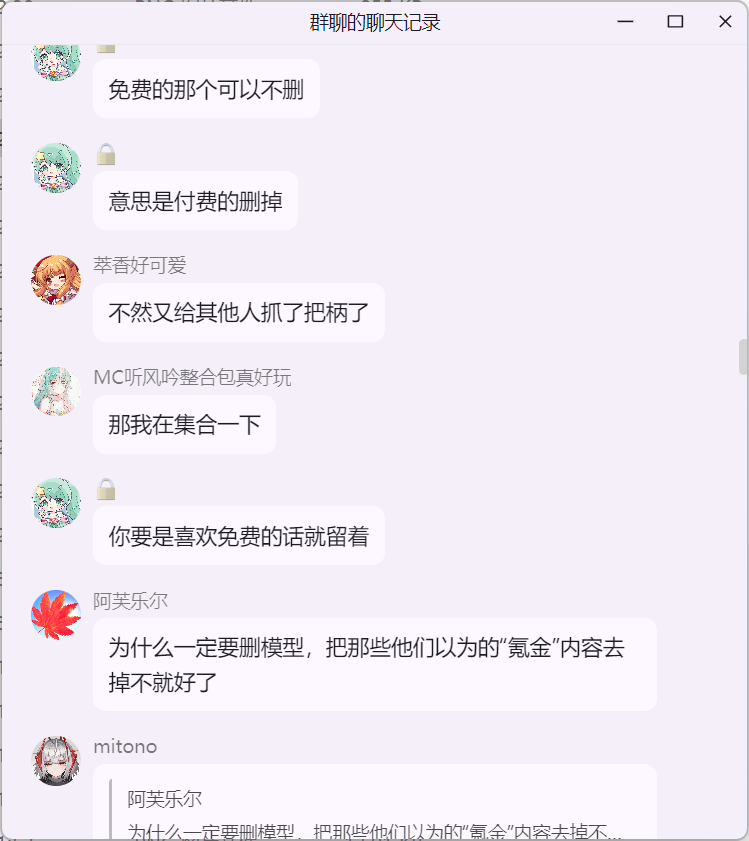 群聊的聊天记录
🔒
免费的那个可以不删
🔒
意思是付费的删掉
萃香好可爱
不然又给其他人抓了把柄了
MC听风吟整合包真好玩
那我在集合一下
🔒
你要是喜欢免费的话就留着
阿芙乐尔
为什么一定要删模型，把那些他们以为的“氪金”内容去
掉不就好了
mitono
阿芙乐尔
为什么一定要删模型，把那些他们以为的“氪金”内容去掉不...